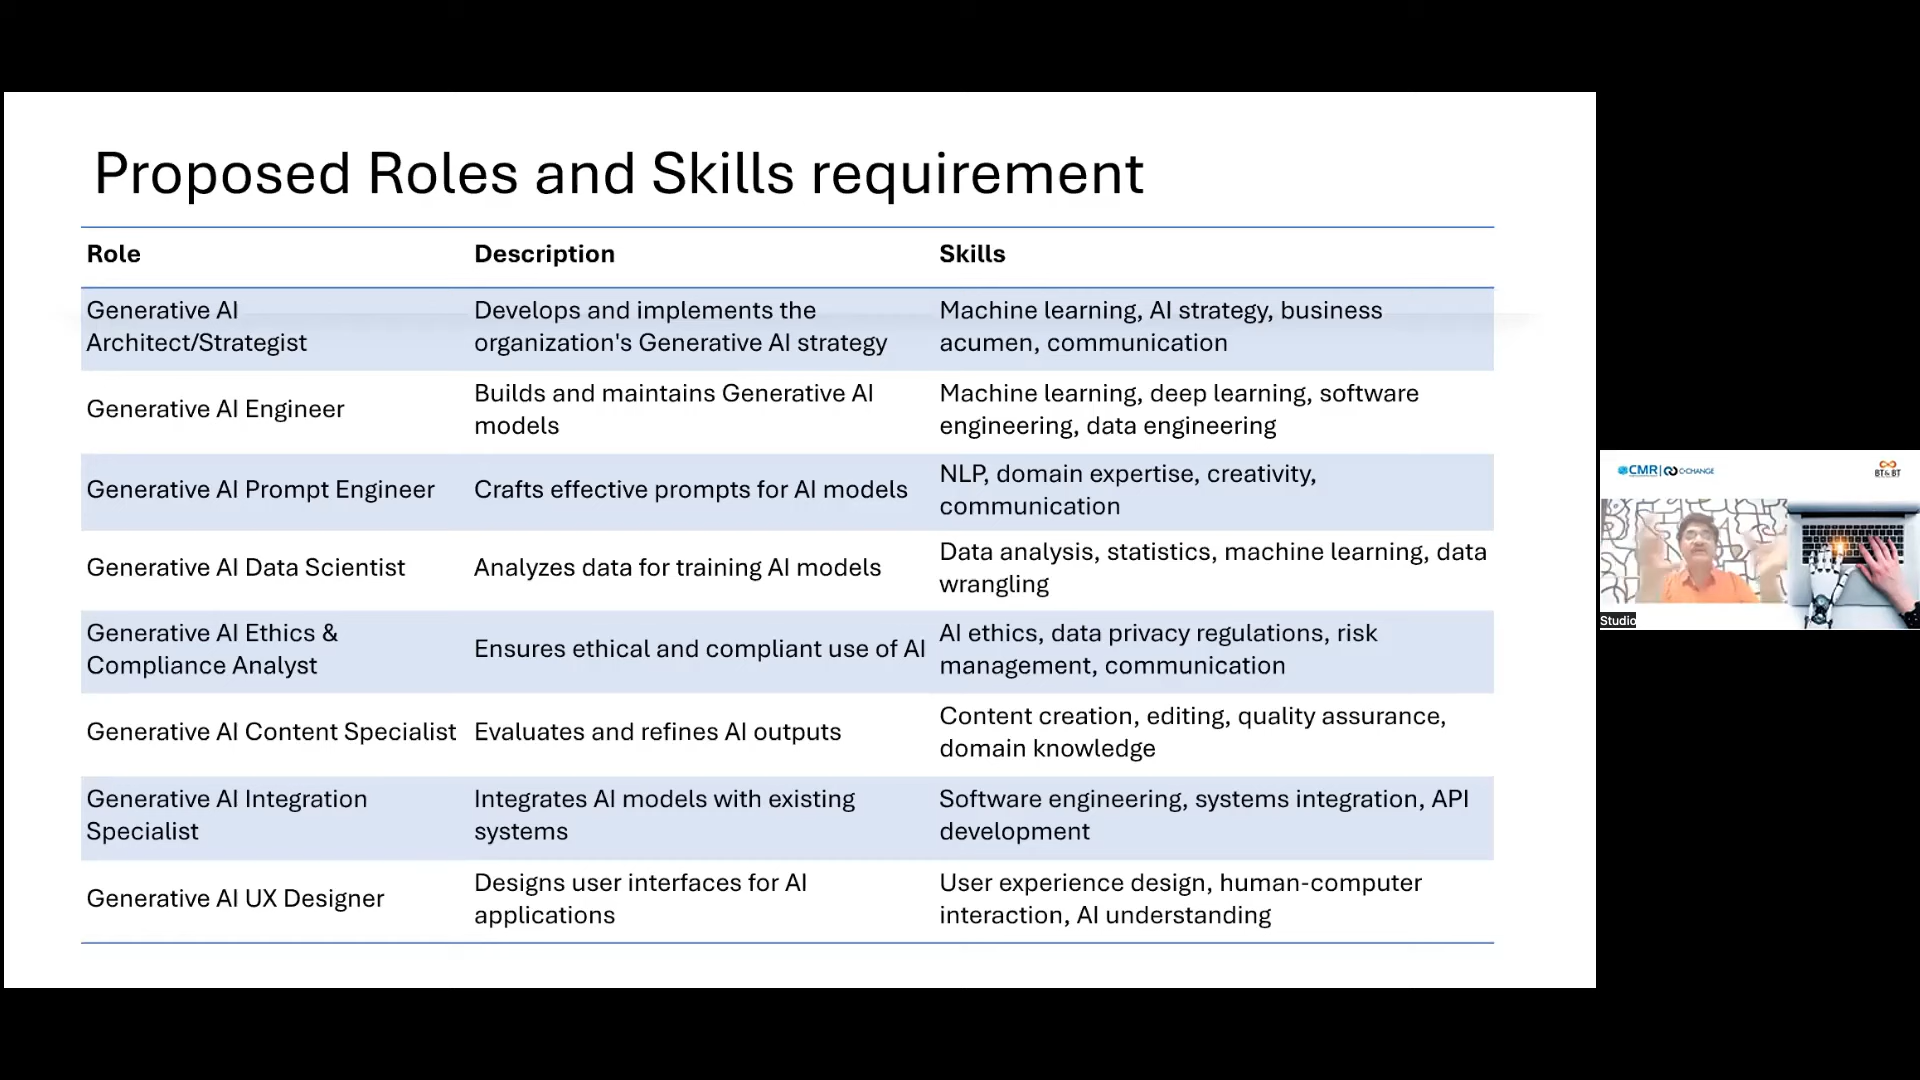 Proposed Roles and Skills requirement
Role Description Skills
Generative AI
Architect/Strategist
Develops and implements the
organization's Generative AI strategy
Machine learning, AI strategy, business
acumen, communication
Generative AI Engineer
Builds and maintains Generative AI
models
Machine learning, deep learning, software
engineering, data engineering
Generative AI Prompt Engineer
Crafts effective prompts for AI models
NLP, domain expertise, creativity,
communication
Generative AI Data Scientist
Analyzes data for training AI models
Data analysis, statistics, machine learning, data
wrangling
Generative AI Ethics &
Compliance Analyst
Ensures ethical and compliant use of AI
AI ethics, data privacy regulations, risk
management, communication
Generative AI Content Specialist
Evaluates and refines AI outputs
Content creation, editing, quality assurance,
domain knowledge
Generative AI Integration
Specialist
Integrates AI models with existing
systems
Software engineering, systems integration, API
development
Generative AI UX Designer
Designs user interfaces for AI
applications
User experience design, human-computer
interaction, AI understanding
CMR C-CHANGE
BT& BT
Studio